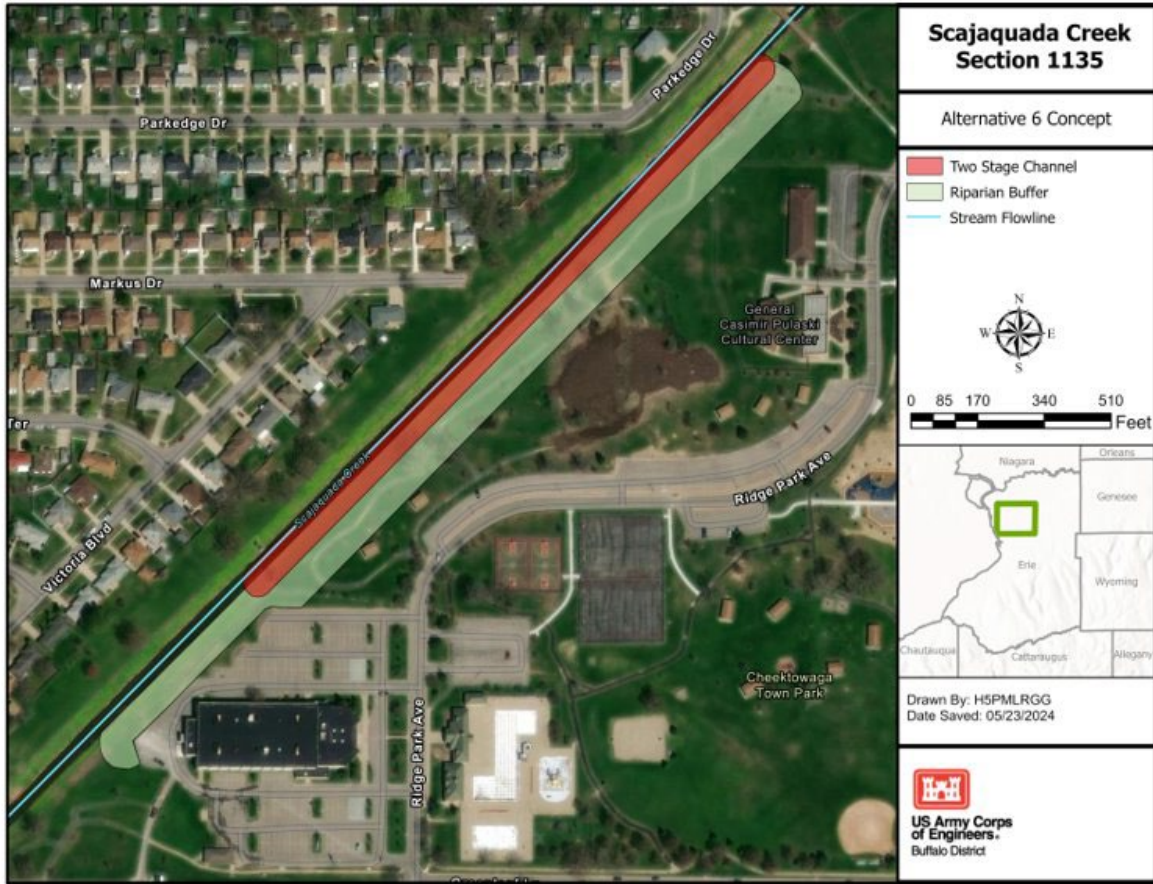 Scajaquada Creek
Section 1135
Alternative 6 Concept
Two Stage Channel
Riparian Buffer
Stream Flowline
N
W E
S
0 85 170 340 510
Feet
Niagara
Orleans
Genesee
Erie
Wyoming
Chautauqua
Cattaraugus
Allegany
Drawn By: H5PMLRGG
Date Saved: 05/23/2024
US Army Corps
of Engineers®
Buffalo District
Parkedge Dr
Parkedge Dr
Markus Dr
Ter
Victoria Blvd
Scajaquada Creek
General
Casimir Pulaski
Cultural Center
Ridge Park Ave
Ridge Park Ave
Cheektowaga
Town Park